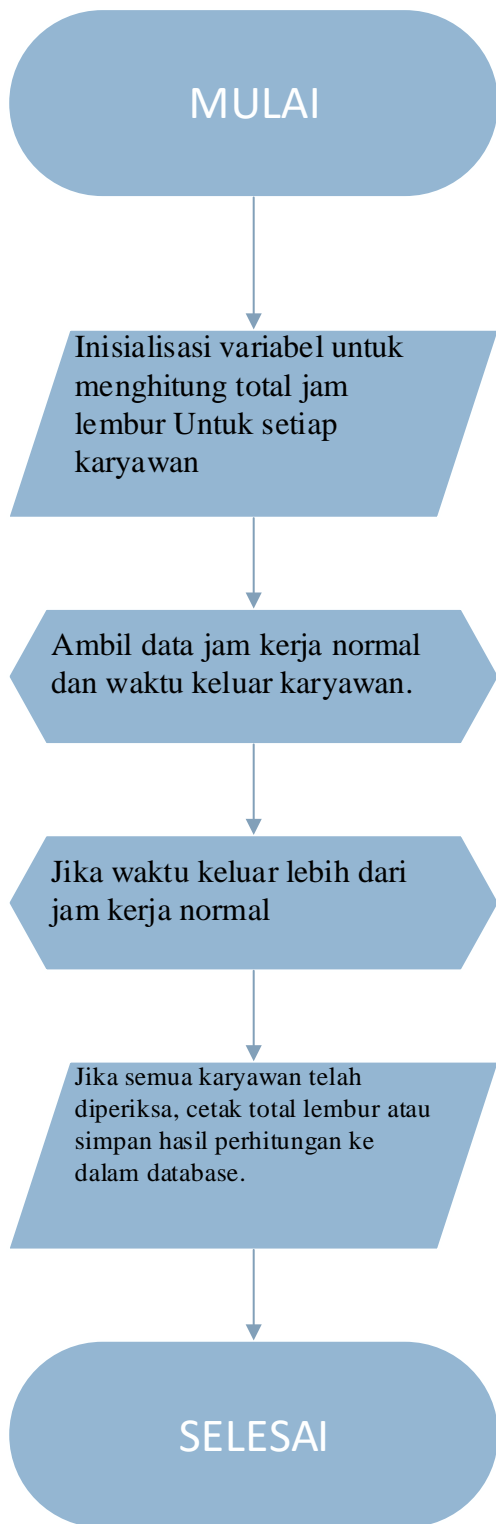 MULAI
Inisialisasi variabel untuk
menghitung total jam
lembur Untuk setiap
karyawan
Ambil data jam kerja normal
dan waktu keluar karyawan.
Jika waktu keluar lebih dari
jam kerja normal
Jika semua karyawan telah
diperiksa, cetak total lembur atau
simpan hasil perhitungan ke
dalam database.
SELESAI